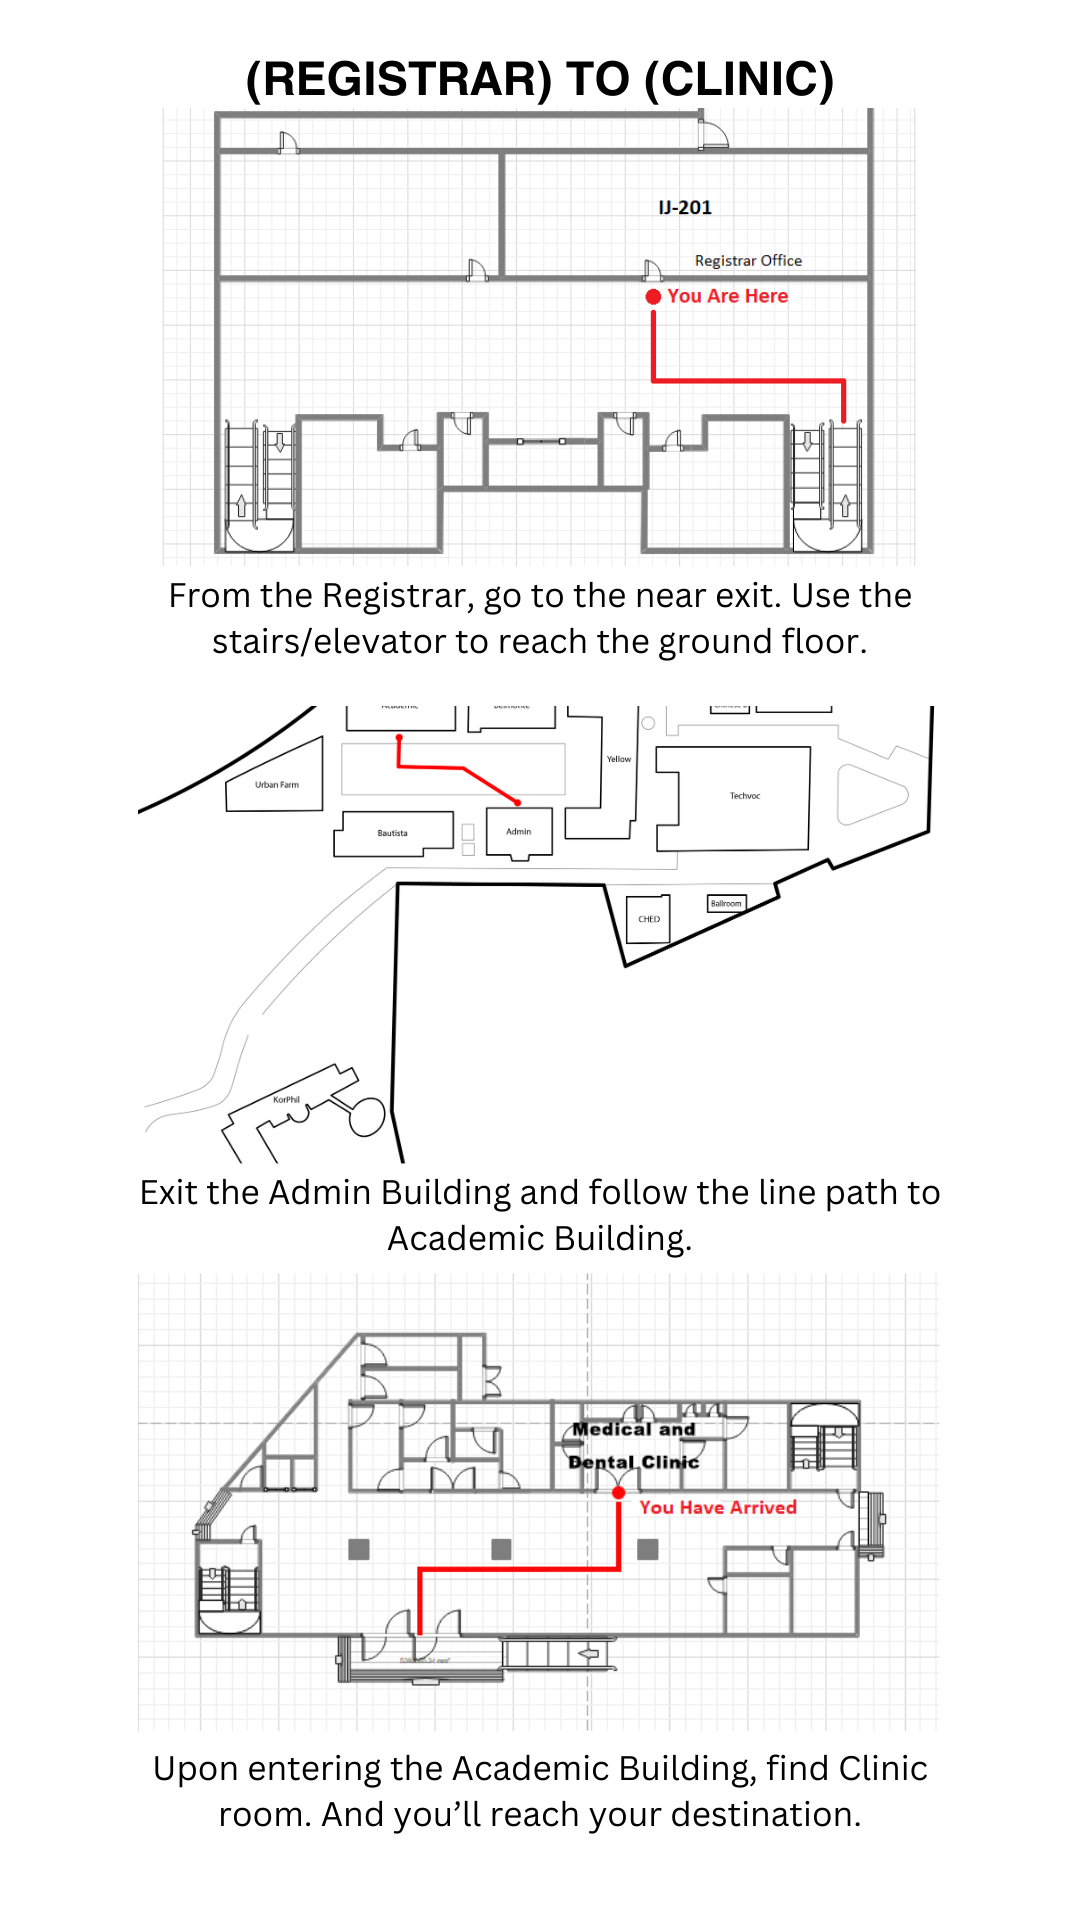 (REGISTRAR) TO (CLINIC)
IJ-201
Registrar Office
You Are Here
From the Registrar, go to the near exit. Use the
stairs/elevator to reach the ground floor.
Academic
Belmonte
Yellow
Urban Farm
Techvoc
Bautista
Admin
CHED
Ballroom
KorPhil
Exit the Admin Building and follow the line path to
Academic Building.
Medical and
Dental Clinic
You Have Arrived
Upon entering the Academic Building, find Clinic
room. And you’ll reach your destination.